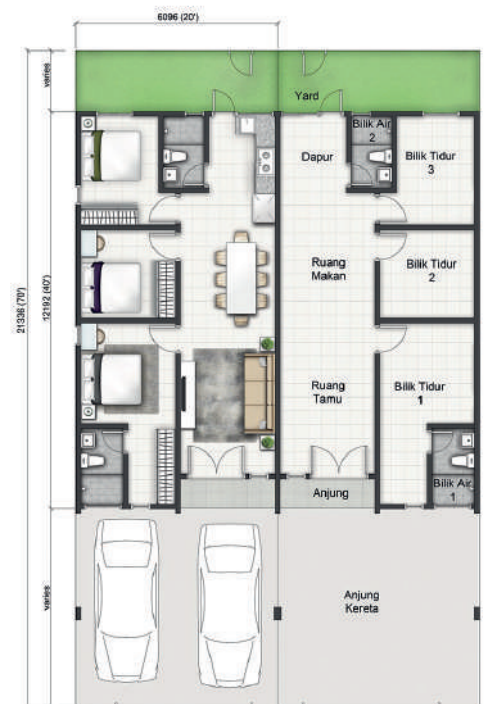 6096 (20')
varies
Yard
Bilik Air
2
Dapur
Bilik Tidur
3
21336 (70')
12192 (40')
Ruang
Makan
Bilik Tidur
2
Ruang
Tamu
Bilik Tidur
1
Bilik Air
1
Anjung
varies
Anjung
Kereta